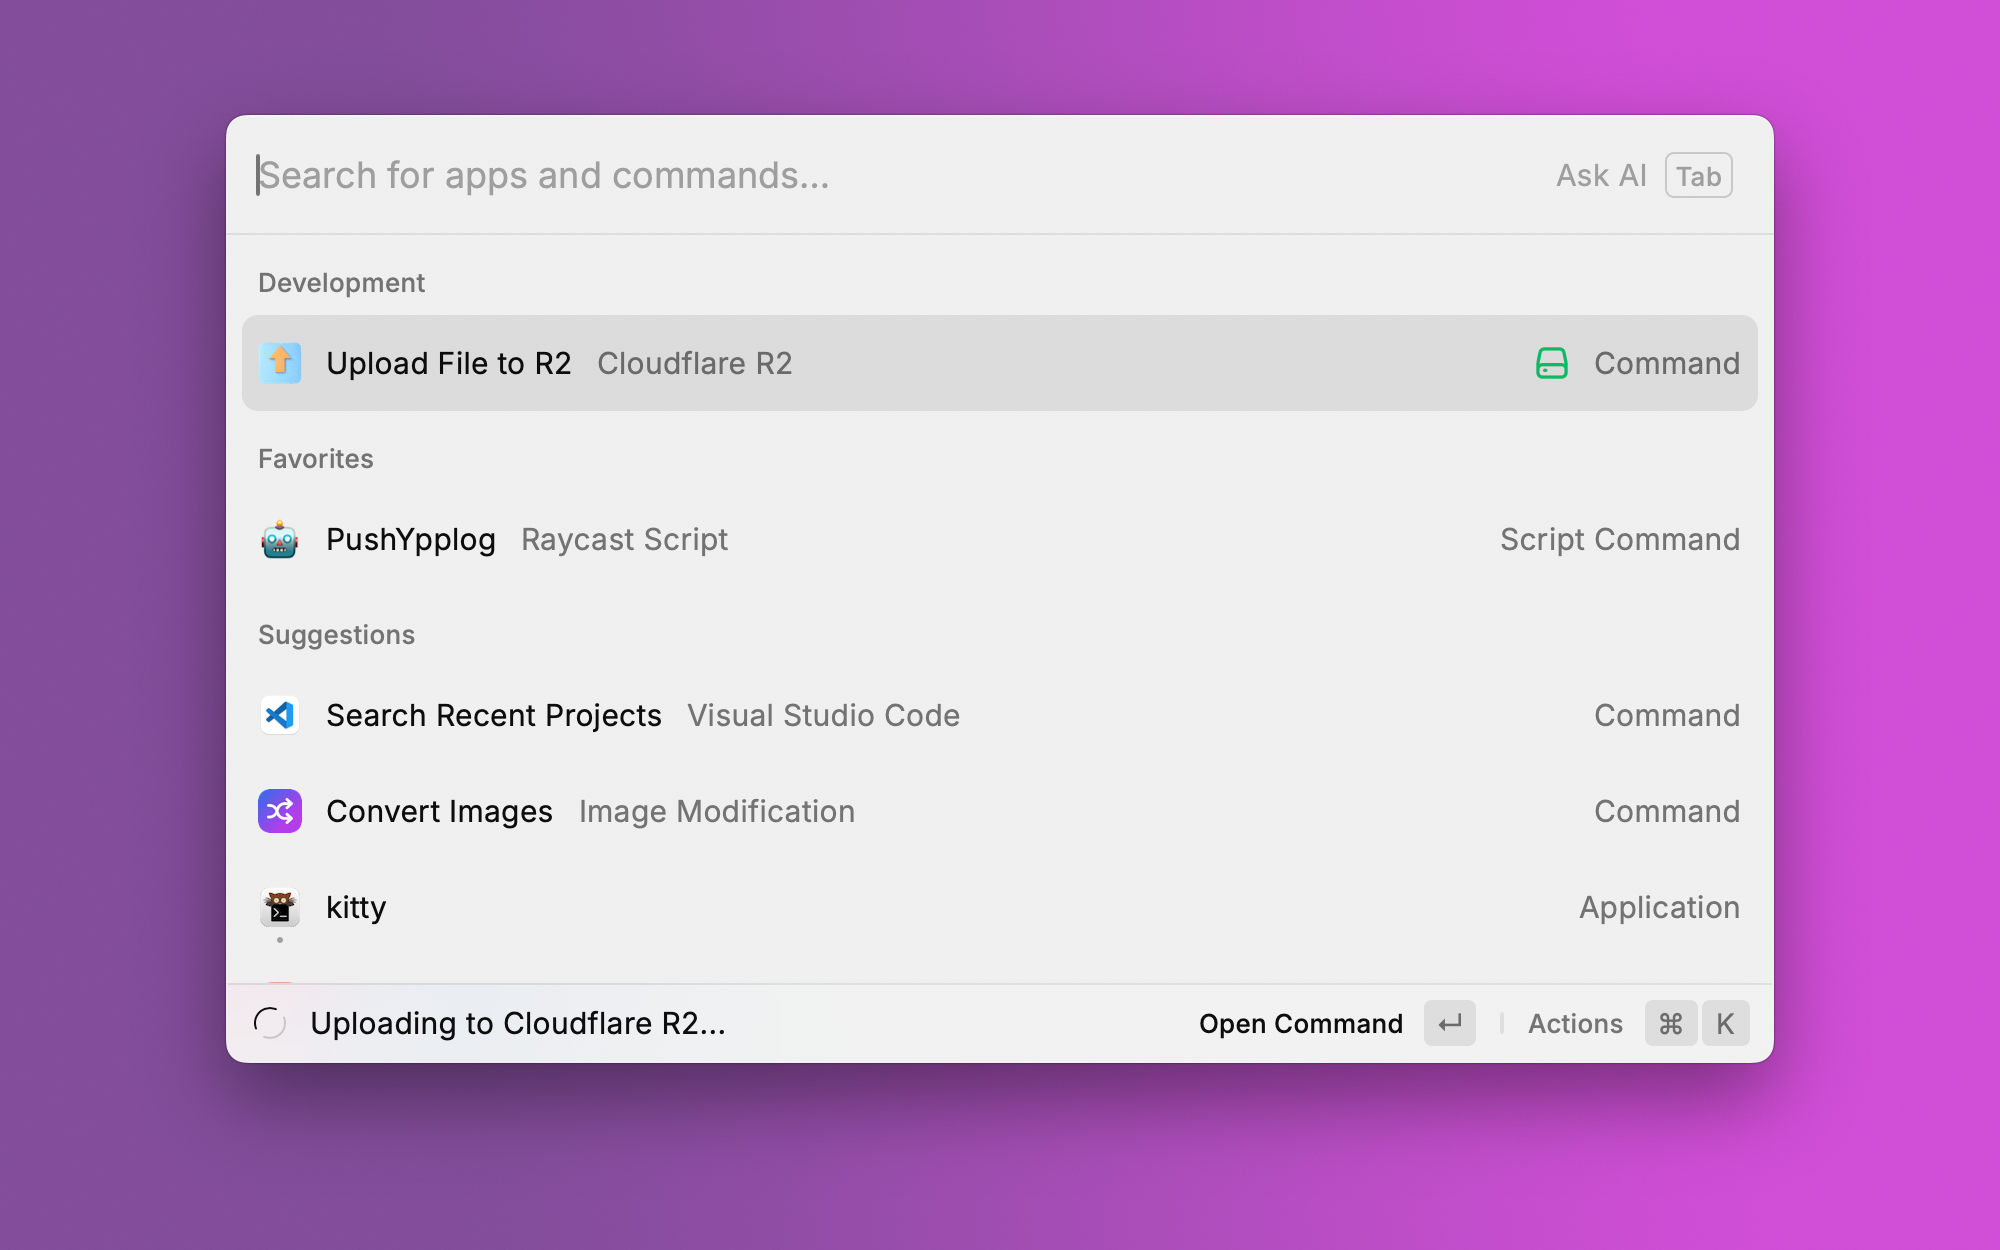 Search for apps and commands...
Ask AI Tab
Development
Upload File to R2 Cloudflare R2 Command
Favorites
PushYpplog Raycast Script Script Command
Suggestions
Search Recent Projects Visual Studio Code Command
Convert Images Image Modification Command
kitty Application
Uploading to Cloudflare R2...
Open Command ↵ Actions ⌘ K